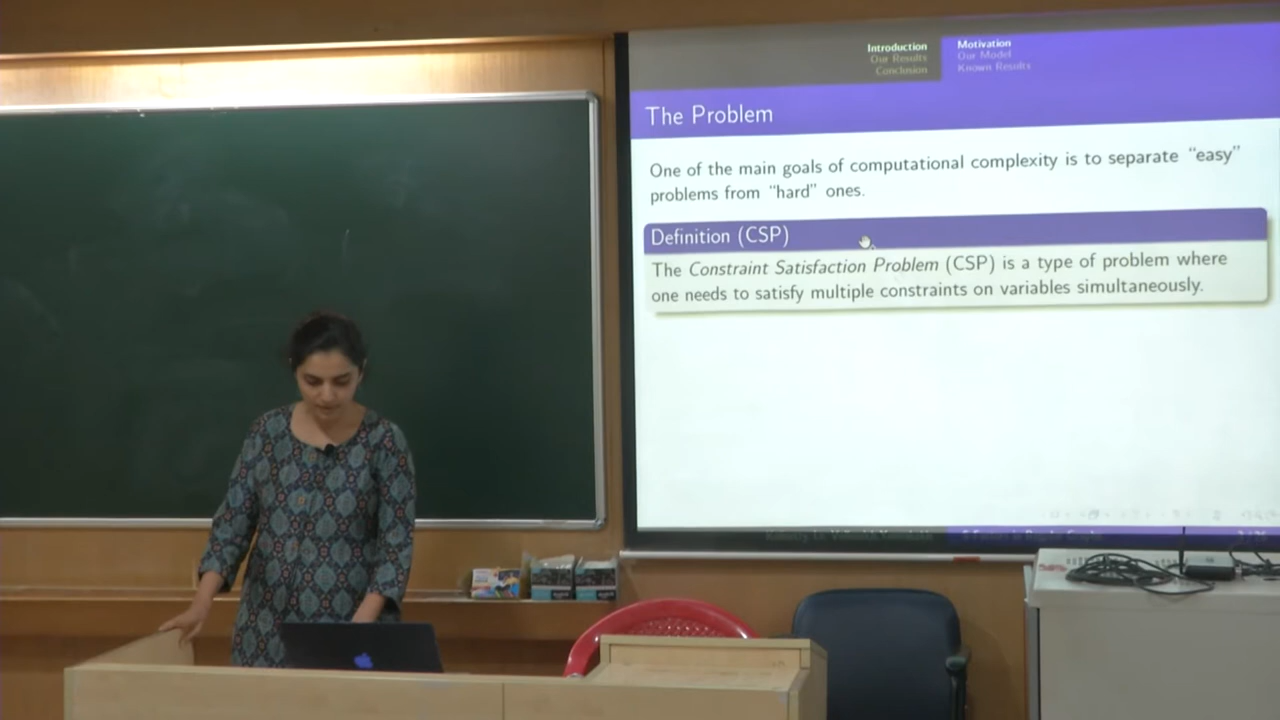 Introduction
Our Results
Conclusion
Motivation
Our Model
Known Results
The Problem
One of the main goals of computational complexity is to separate “easy”
problems from “hard” ones.
Definition (CSP)
The Constraint Satisfaction Problem (CSP) is a type of problem where
one needs to satisfy multiple constraints on variables simultaneously.